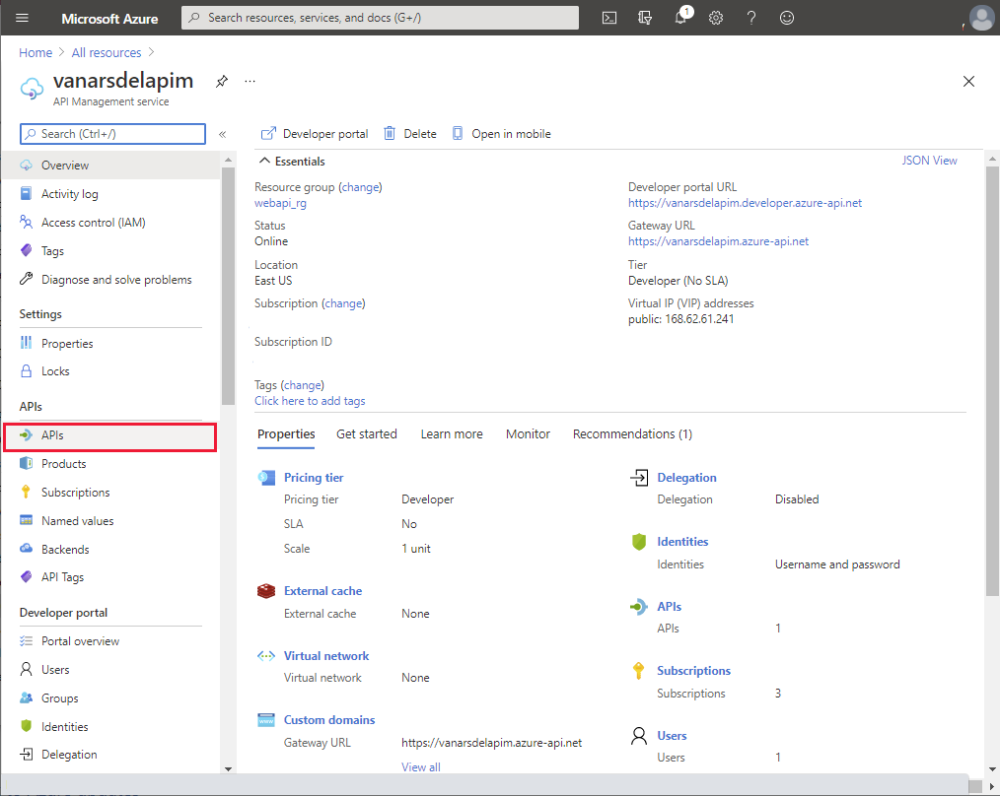 Microsoft Azure
Search resources, services, and docs (G+/)
1
Home > All resources >
vanarsdelapim
...
API Management service
Search (Ctrl+/)
«
Overview
Activity log
Access control (IAM)
Tags
Diagnose and solve problems
Settings
Properties
Locks
APIs
APIs
Products
Subscriptions
Named values
Backends
API Tags
Developer portal
Portal overview
Users
Groups
Identities
Delegation
Developer portal
Delete
Open in mobile
Essentials
JSON View
Resource group (change)
webapi_rg
Status
Online
Location
East US
Subscription (change)
Subscription ID
Tags (change)
Click here to add tags
Developer portal URL
https://vanarsdelapim.developer.azure-api.net
Gateway URL
https://vanarsdelapim.azure-api.net
Tier
Developer (No SLA)
Virtual IP (VIP) addresses
public: 168.62.61.241
Properties
Get started
Learn more
Monitor
Recommendations (1)
Pricing tier
Pricing tier Developer
SLA No
Scale 1 unit
External cache
External cache None
Virtual network
Virtual network None
Custom domains
Gateway URL https://vanarsdelapim.azure-api.net
View all
Delegation
Delegation Disabled
Identities
Identities Username and password
APIs
APIs 1
Subscriptions
Subscriptions 3
Users
Users 1